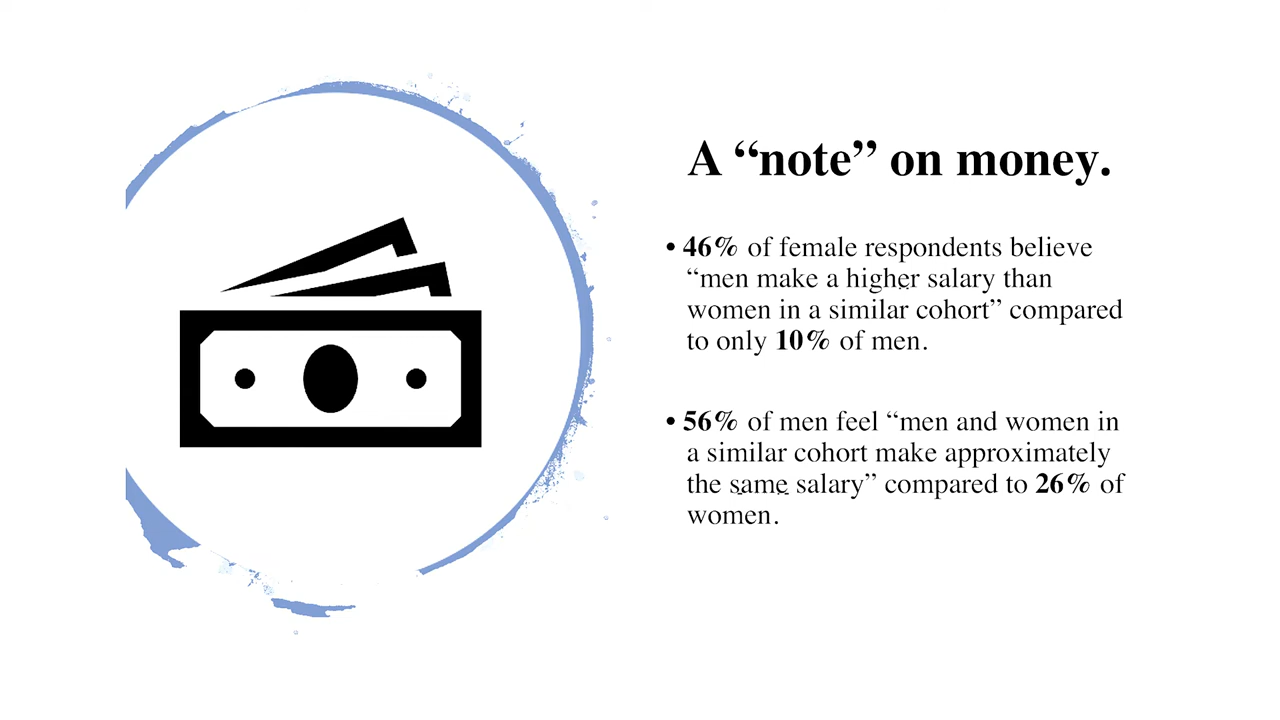 A “note” on money.
• 46% of female respondents believe
“men make a higher salary than
women in a similar cohort” compared
to only 10% of men.
• 56% of men feel “men and women in
a similar cohort make approximately
the same salary” compared to 26% of
women.